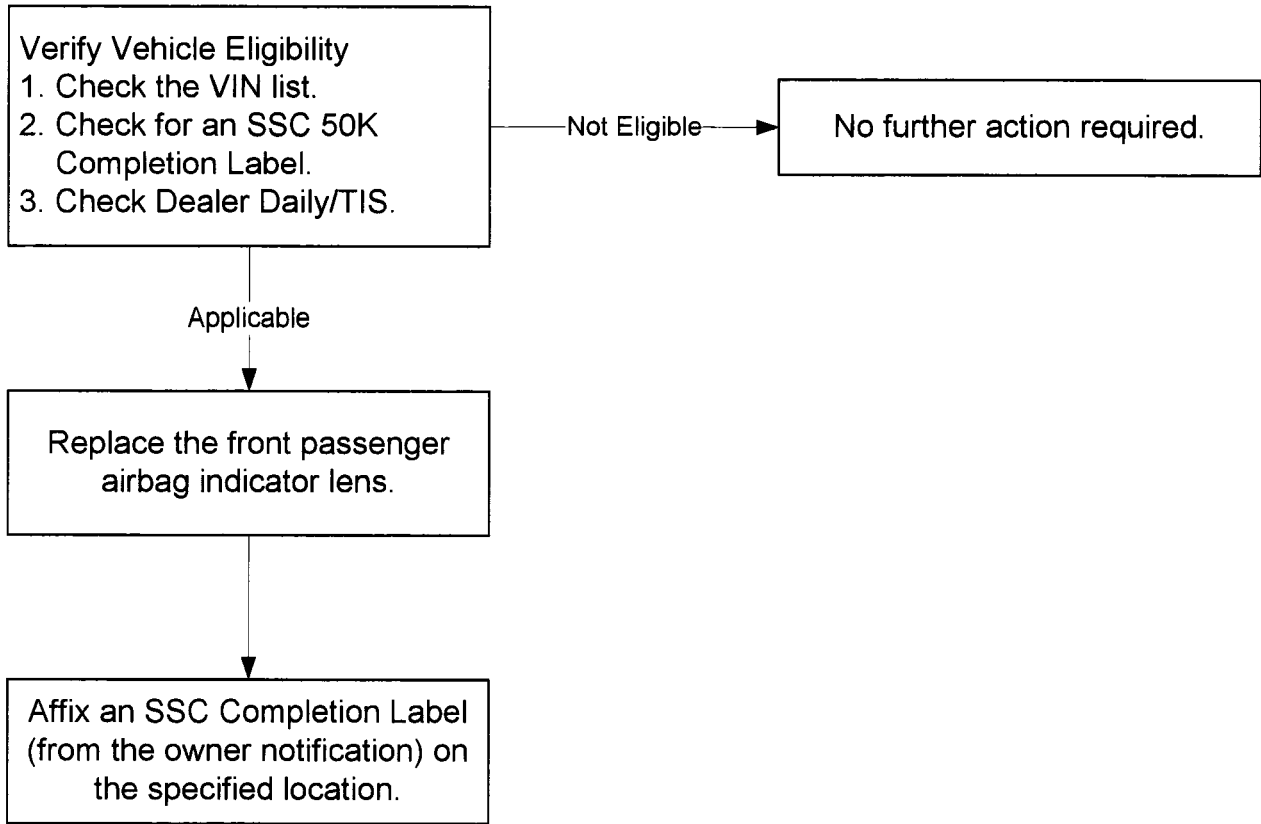 Verify Vehicle Eligibility
1. Check the VIN list.
2. Check for an SSC 50K
Completion Label.
3. Check Dealer Daily/TIS.
Not Eligible
No further action required.
Applicable
Replace the front passenger
airbag indicator lens.
Affix an SSC Completion Label
(from the owner notification) on
the specified location.